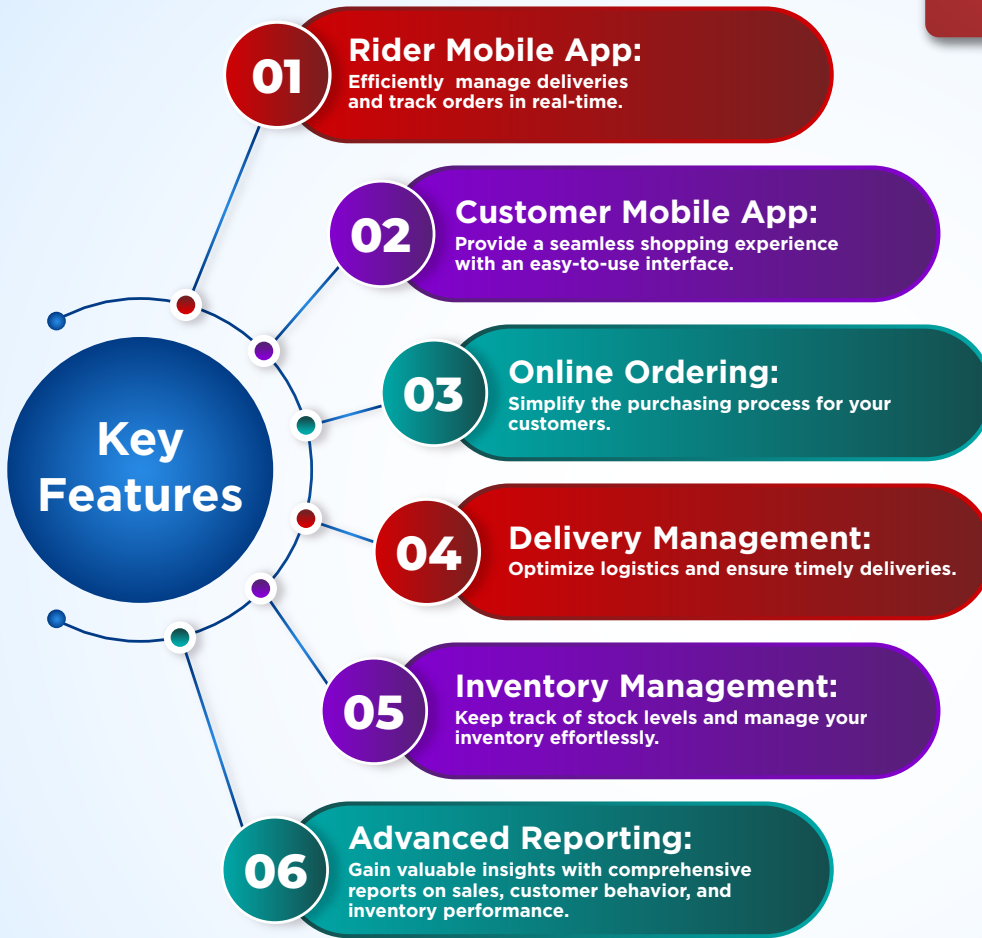 01
Rider Mobile App:
Efficiently  manage deliveries
and track orders in real-time.
02
Customer Mobile App:
Provide a seamless shopping experience
with an easy-to-use interface.
03
Online Ordering:
Simplify the purchasing process for your
customers.
Key
Features
04
Delivery Management:
Optimize logistics and ensure timely deliveries.
05
Inventory Management:
Keep track of stock levels and manage your
inventory effortlessly.
06
Advanced Reporting:
Gain valuable insights with comprehensive
reports on sales, customer behavior, and
inventory performance.